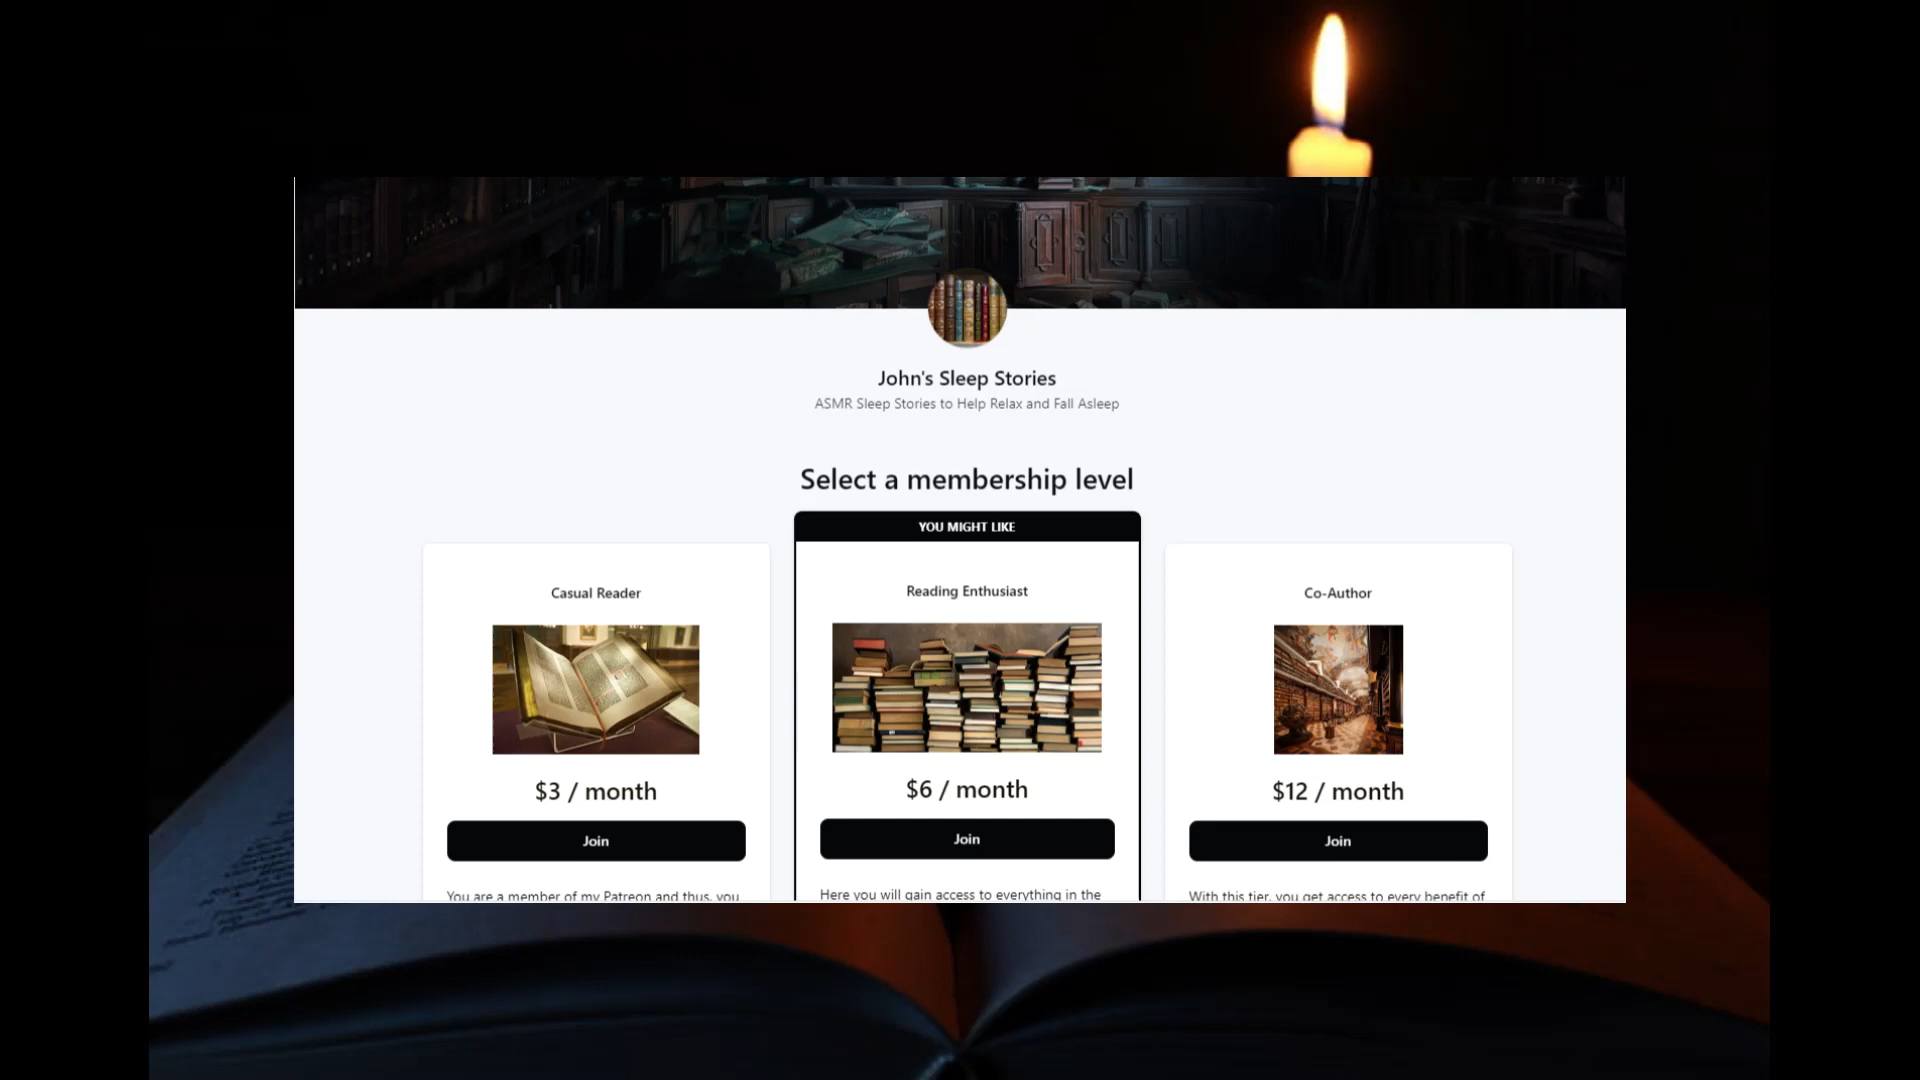 John's Sleep Stories
ASMR Sleep Stories to Help Relax and Fall Asleep
Select a membership level
YOU MIGHT LIKE
Casual Reader
Reading Enthusiast
Co-Author
$3 / month
$6 / month
$12 / month
Join
Join
Join
You are a member of my Patreon and thus, you
Here you will gain access to everything in the
With this tier, you get access to every benefit of